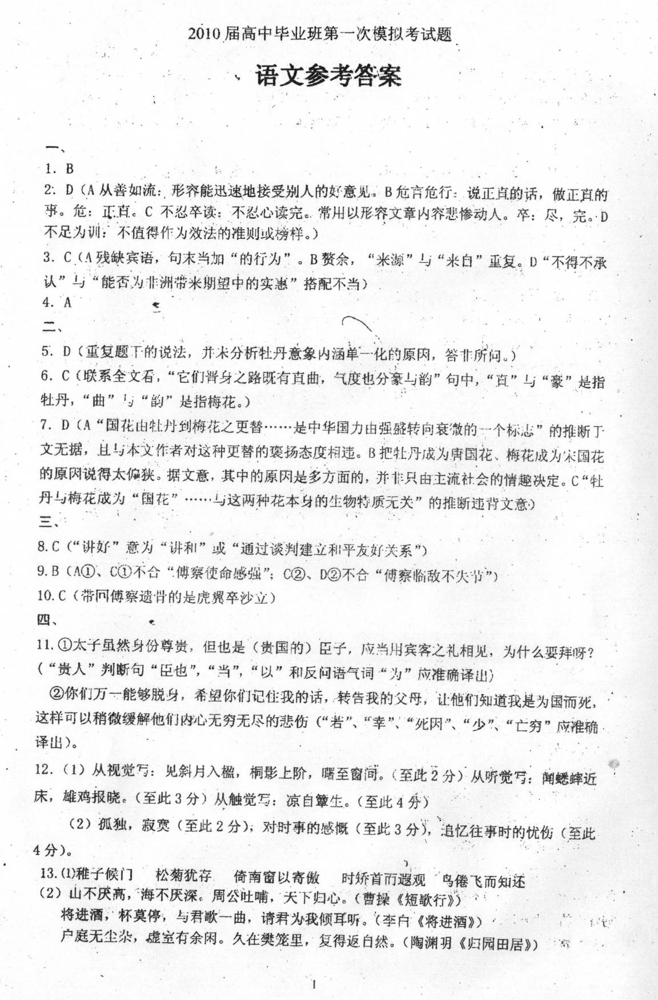 2010届高中毕业班第一次模拟考试题
语文参考答案
一、
1. B
2. D（A从善如流：形容能迅速地接受别人的好意见。B危言危行：说正直的话，做正直的
事。危：正直。C 不忍卒读：不忍心读完。常用以形容文章内容悲惨动人。卒：尽，完。D
不足为训：不值得作为效法的准则或榜样。）
3. C（A残缺宾语，句末当加“的行为”。B赘余，“来源”与“来自”重复。D“不得不承
认”与“能否为非洲带来期望中的实惠”搭配不当）
4. A
二、
5. D（重复题干的说法，并未分析牡丹意象内涵单一化的原因，答非所问。）
6. C（联系全文看，“它们晋身之路既有直曲，气度也分豪与韵”句中，“直”与“豪”是指
牡丹，“曲”与“韵”是指梅花。）
7. D（A“国花由牡丹到梅花之更替……是中华国力由强盛转向衰微的一个标志”的推断于
文无据，且与本文作者对这种更替的褒扬态度相违。B把牡丹成为唐国花、梅花成为宋国花
的原因说得太偏狭。据文意，其中的原因是多方面的，并非只由主流社会的情趣决定。C“牡
丹与梅花成为“国花”……与这两种花本身的生物特质无关”的推断违背文意）
三、
8.C（“讲好”意为“讲和”或“通过谈判建立和平友好关系”）
9.B（A①、C①不合“傅察使命感强”；C②、D②不合“傅察临敌不失节”）
10.C（带回傅察遗骨的是虎翼卒沙立）
四、
11.①太子虽然身份尊贵，但也是（贵国的）臣子，应当用宾客之礼相见，为什么要拜呀？
（“贵人”判断句“臣也”，“当”，“以”和反问语气词“为”应准确译出）
②你们万一能够脱身，希望你们记住我的话，转告我的父母，让他们知道我是为国而死，
这样可以稍微缓解他们内心无穷无尽的悲伤（“若”、“幸”、“死因”、“少”、“亡穷”应准确
译出）。
12.（1）从视觉写：见斜月入楹，桐影上阶，曙至窗间。（至此2分）从听觉写：闻蟋蟀近
床，雄鸡报晓。（至此3分）从触觉写：凉自簟生。（至此4分）
（2）孤独，寂寞（至此2分），对时事的感慨（至此3分），追忆往事时的忧伤（至此
4分）。
13.(1)稚子候门 松菊犹存 倚南窗以寄傲 时矫首而遐观 鸟倦飞而知还
（2）山不厌高，海不厌深。周公吐哺，天下归心。（曹操《短歌行》）
将进酒，杯莫停，与君歌一曲，请君为我倾耳听。（李白《将进酒》）
户庭无尘杂，虚室有余闲。久在樊笼里，复得返自然。（陶渊明《归园田居》）
1